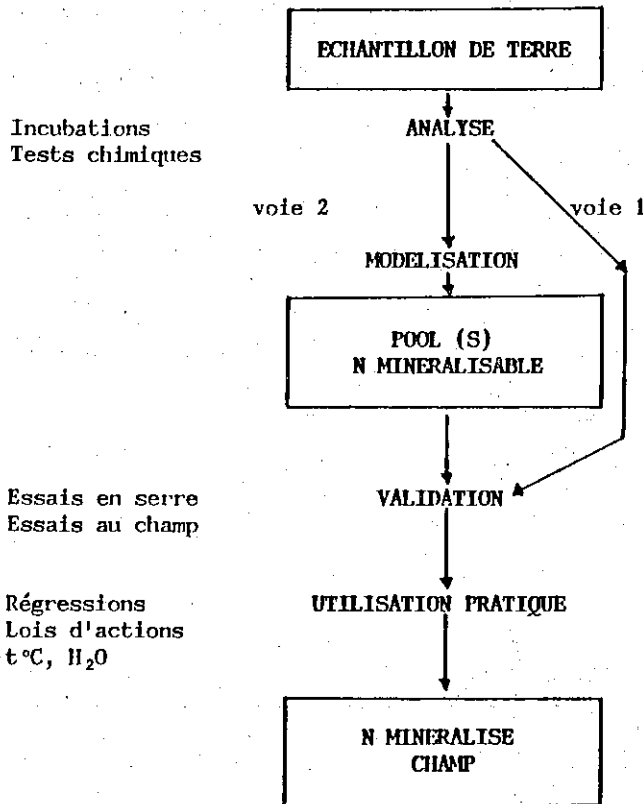 ECHANTILLON DE TERRE
Incubations
Tests chimiques
ANALYSE
voie 2
voie 1
MODELISATION
POOL (S)
N MINERALISABLE
Essais en serre
Essais au champ
VALIDATION
Régressions
Lois d'actions
t°C, H₂O
UTILISATION PRATIQUE
N MINERALISE
CHAMP